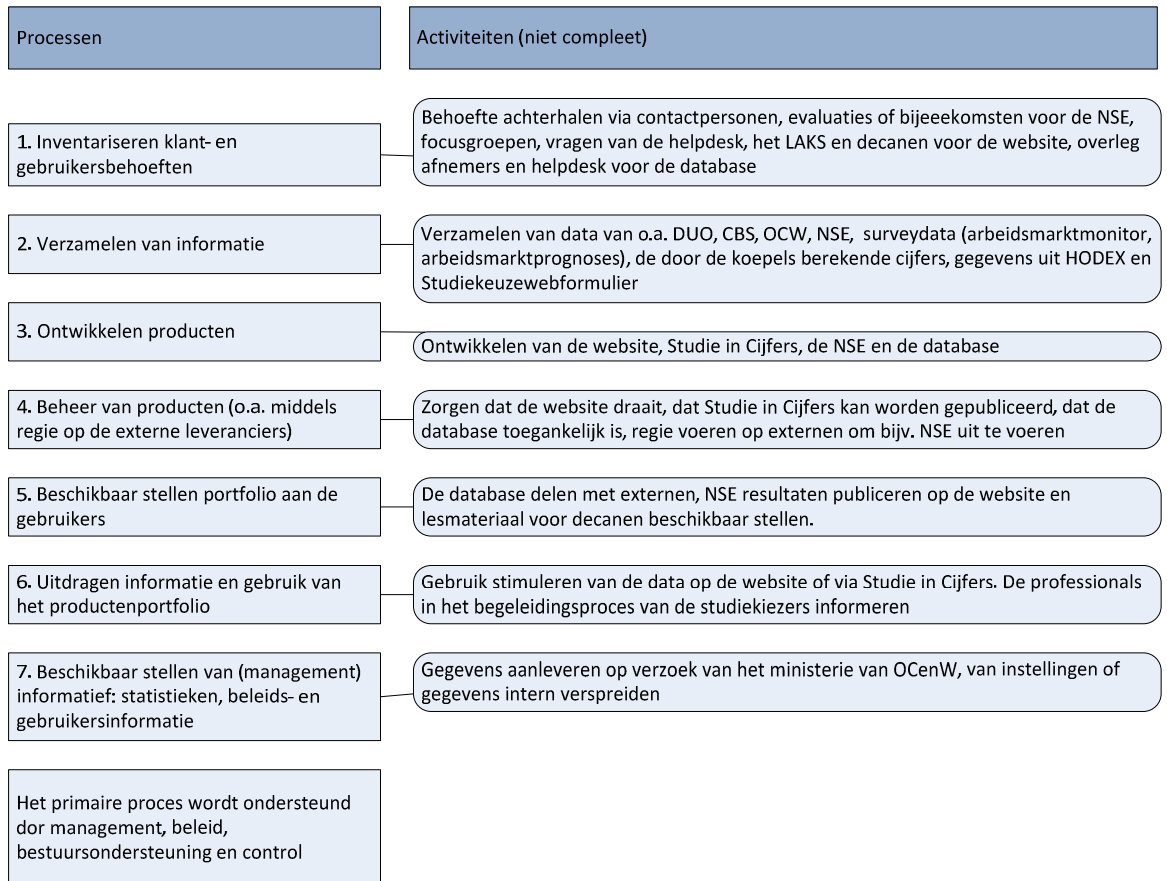 Processen
Activiteiten (niet compleet)
1. Inventariseren klant- en
gebruikersbehoeften
Behoefte achterhalen via contactpersonen, evaluaties of bijeeekomsten voor de NSE,
focusgroepen, vragen van de helpdesk, het LAKS en decanen voor de website, overleg
afnemers en helpdesk voor de database
2. Verzamelen van informatie
Verzamelen van data van o.a. DUO, CBS, OCW, NSE, surveydata (arbeidsmarktmonitor,
arbeidsmarktprognoses), de door de koepels berekende cijfers, gegevens uit HODEX en
Studiekeuzewebformulier
3. Ontwikkelen producten
Ontwikkelen van de website, Studie in Cijfers, de NSE en de database
4. Beheer van producten (o.a. middels
regie op de externe leveranciers)
Zorgen dat de website draait, dat Studie in Cijfers kan worden gepubliceerd, dat de
database toegankelijk is, regie voeren op externen om bijv. NSE uit te voeren
5. Beschikbaar stellen portfolio aan de
gebruikers
De database delen met externen, NSE resultaten publiceren op de website en
lesmateriaal voor decanen beschikbaar stellen.
6. Uitdragen informatie en gebruik van
het productenportfolio
Gebruik stimuleren van de data op de website of via Studie in Cijfers. De professionals
in het begeleidingsproces van de studiekiezers informeren
7. Beschikbaar stellen van (management)
informatief: statistieken, beleids- en
gebruikersinformatie
Gegevens aanleveren op verzoek van het ministerie van OCenW, van instellingen of
gegevens intern verspreiden
Het primaire proces wordt ondersteund
dor management, beleid,
bestuursondersteuning en control